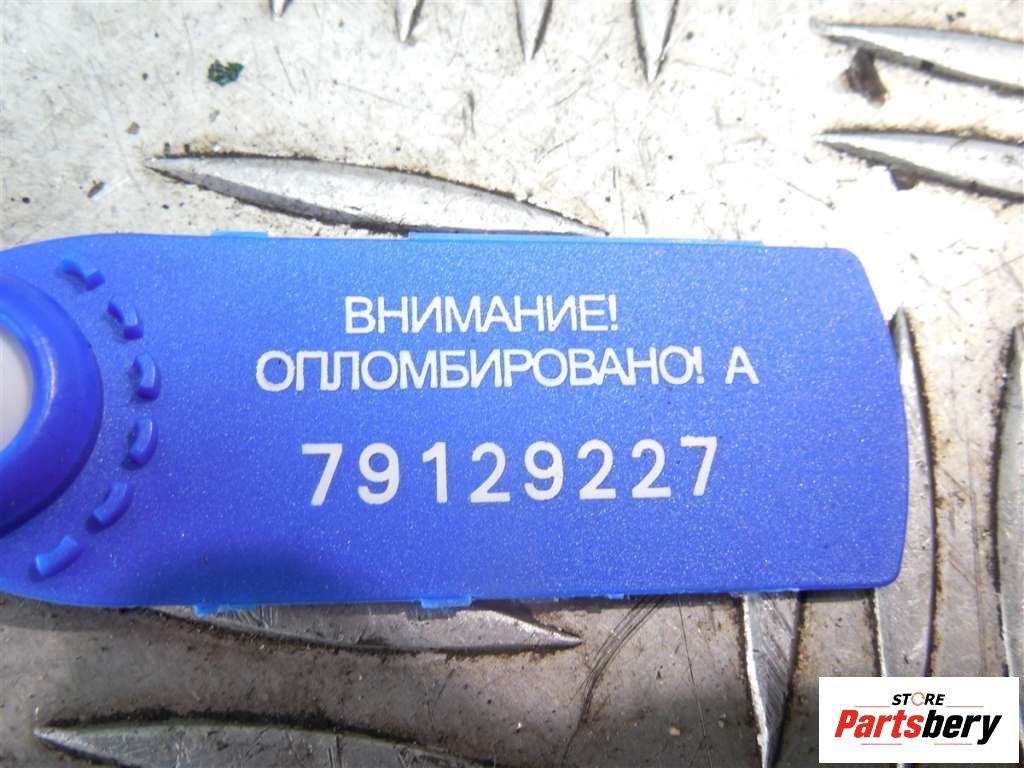 ВНИМАНИЕ!
ОПЛОМБИРОВАНО! А
79129227
STORE
Partsbery